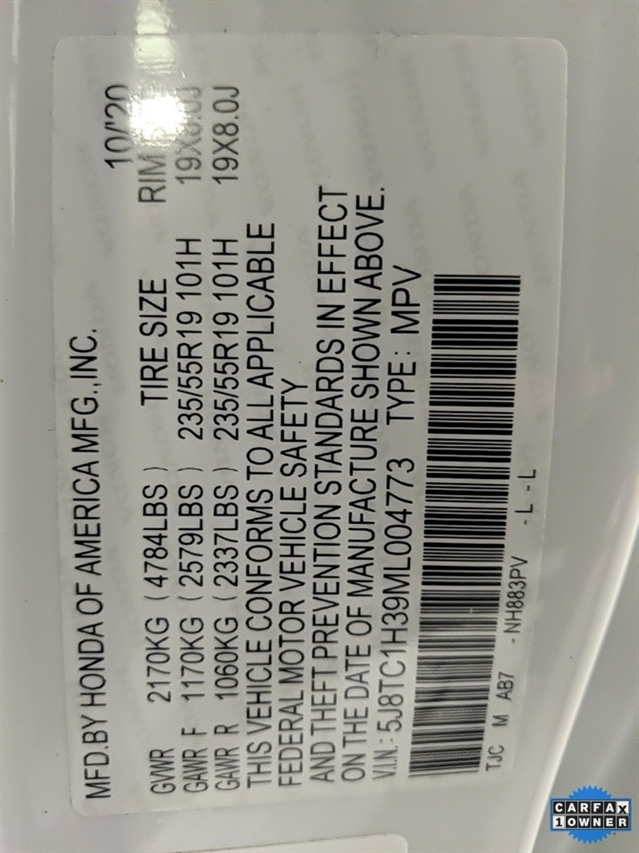 MFD.BY HONDA OF AMERICA MFG.,INC. 10/'20
GVWR 2170KG ( 4784LBS ) TIRE SIZE RIM
GAWR F 1170KG ( 2579LBS ) 235/55R19 101H 19X8.0J
GAWR R 1060KG ( 2337LBS ) 235/55R19 101H 19X8.0J
THIS VEHICLE CONFORMS TO ALL APPLICABLE
FEDERAL MOTOR VEHICLE SAFETY
AND THEFT PREVENTION STANDARDS IN EFFECT
ON THE DATE OF MANUFACTURE SHOWN ABOVE.
V.I.N.: 5J8TC1H39ML004773 TYPE: MPV
TJC M AB7 - NH883PV - L - L
CARFAX
1 OWNER